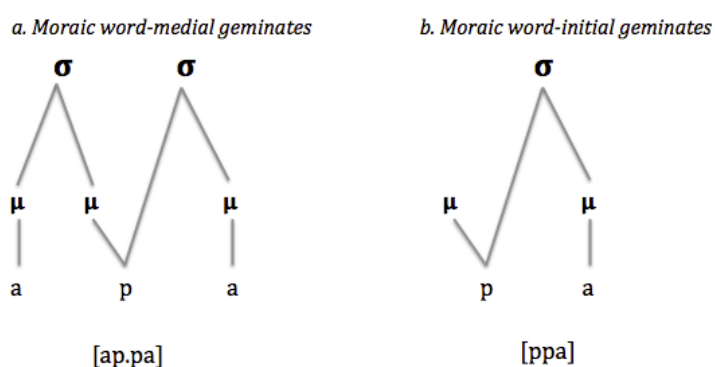 a. Moraic word-medial geminates
b. Moraic word-initial geminates
σ σ
σ
μ μ μ
μ μ
a p a
p a
[ap.pa]
[ppa]